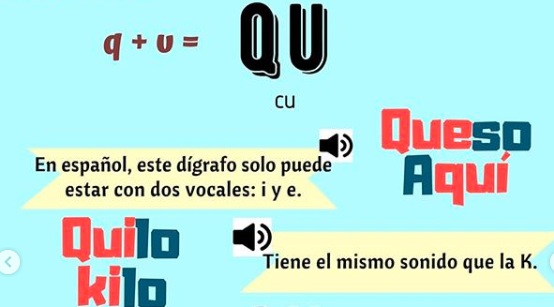 q + u = QU
cu
Queso
Aquí
En español, este dígrafo solo puede
estar con dos vocales: i y e.
Quilo
kilo
Tiene el mismo sonido que la K.